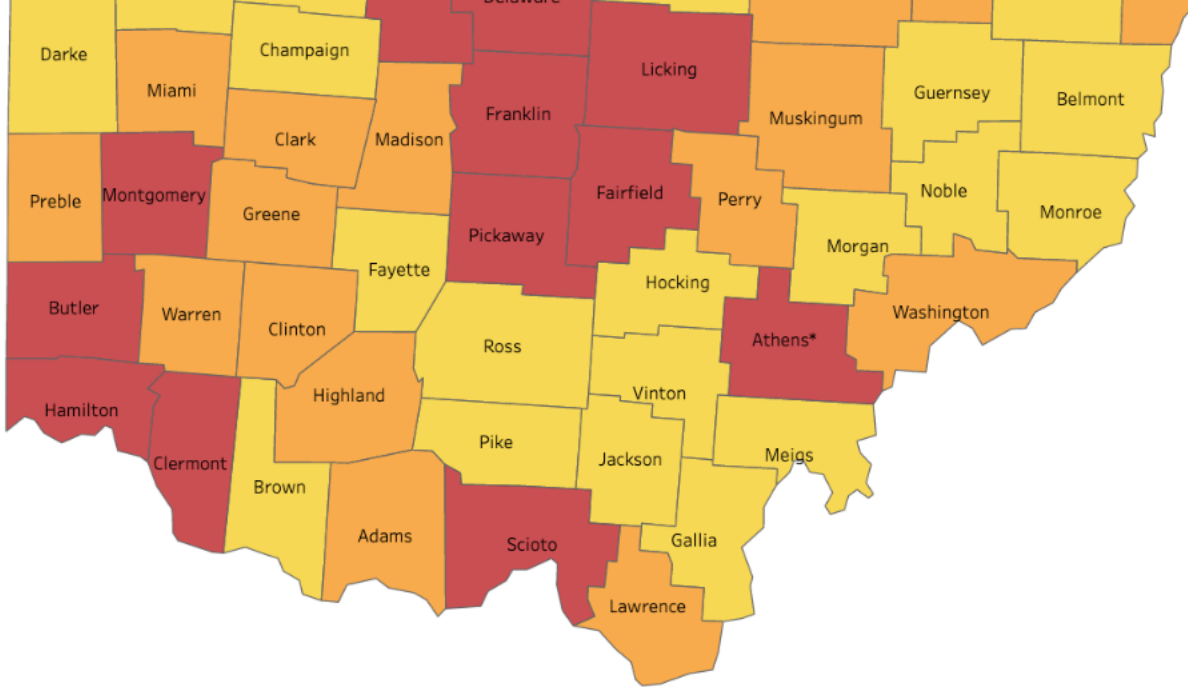 Delaware
Darke
Champaign
Licking
Miami
Guernsey
Belmont
Franklin
Muskingum
Clark
Madison
Montgomery
Fairfield
Noble
Preble
Perry
Greene
Monroe
Pickaway
Morgan
Fayette
Hocking
Butler
Warren
Washington
Clinton
Athens*
Ross
Highland
Vinton
Hamilton
Pike
Meigs
Jackson
Clermont
Brown
Adams
Gallia
Scioto
Lawrence